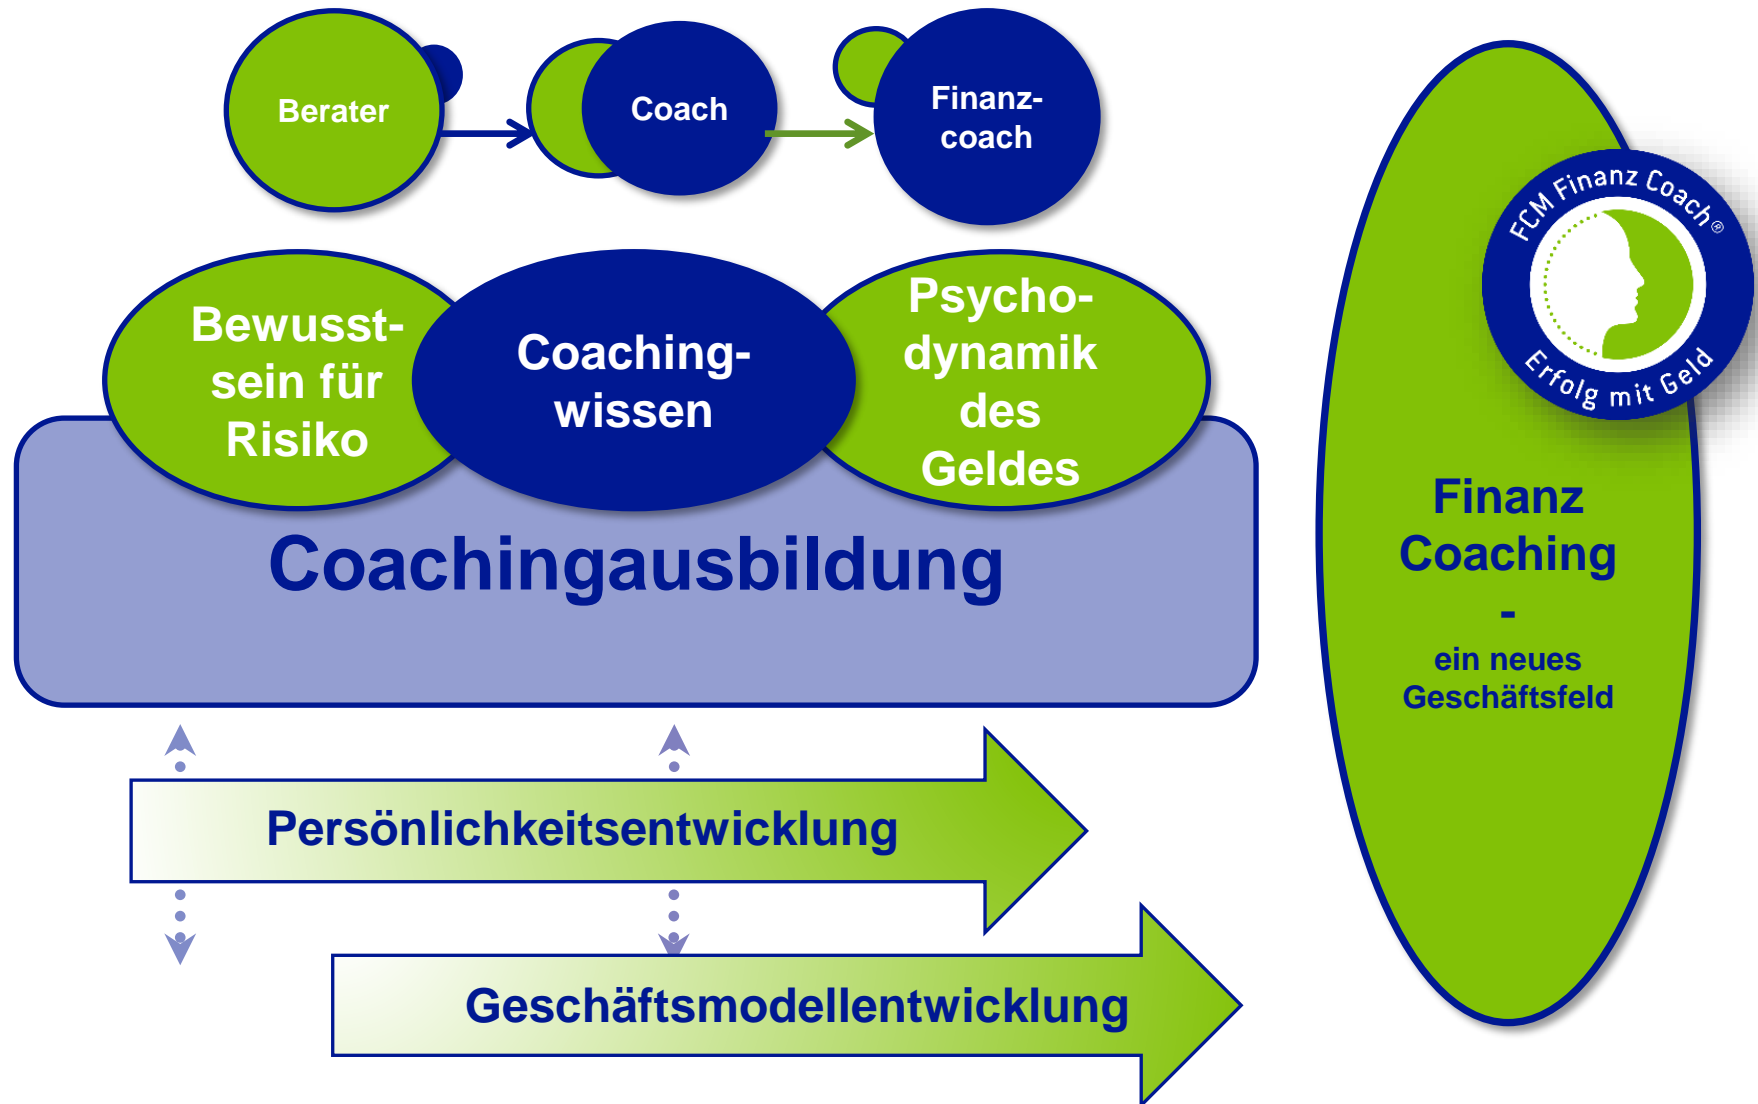 Berater
Coach
Finanz-
coach
Bewusst-
sein für
Risiko
Coaching-
wissen
Psycho-
dynamik
des
Geldes
Coachingausbildung
Persönlichkeitsentwicklung
Geschäftsmodellentwicklung
FCM Finanz Coach®
Erfolg mit Geld
Finanz
Coaching
-
ein neues
Geschäftsfeld